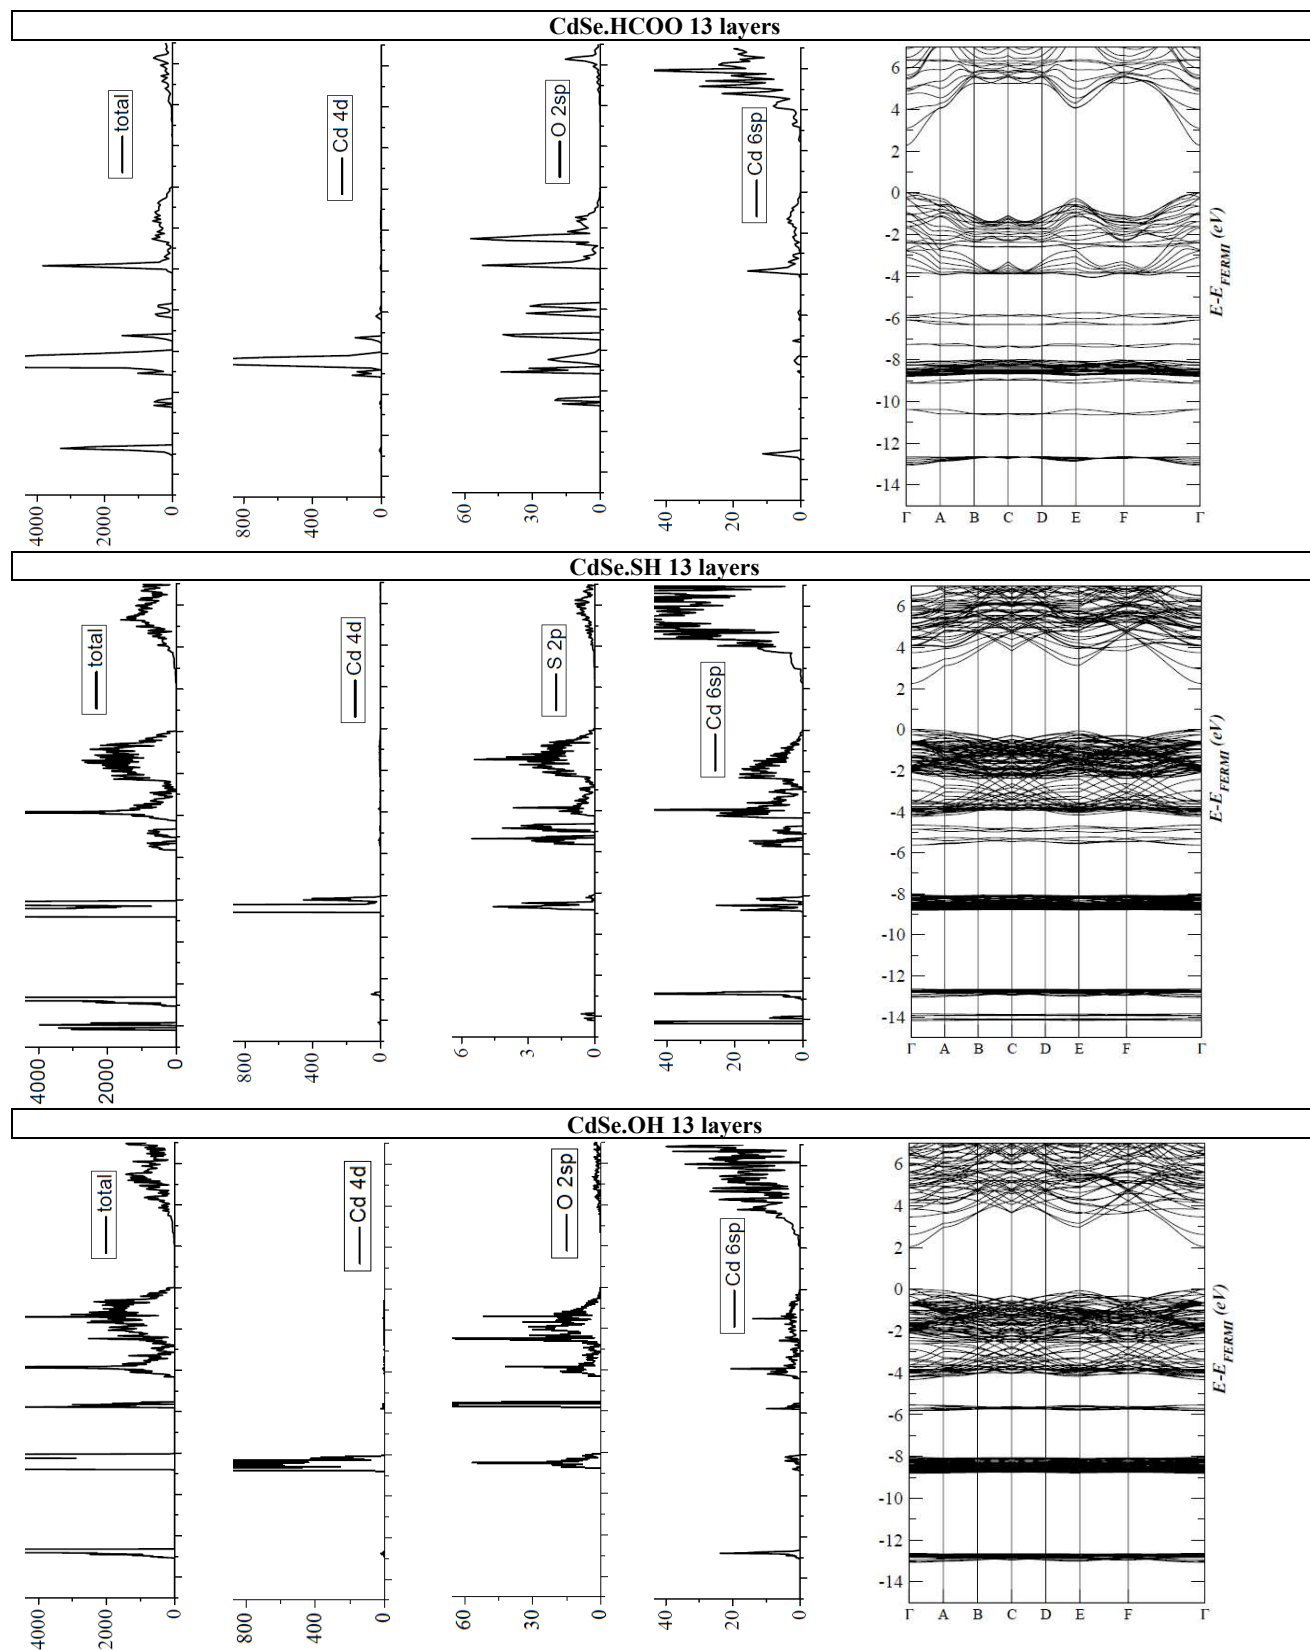 CdSe.HCOO 13 layers
total
Cd 4d
O 2sp
Cd 6sp
6
4
2
0
-2
-4
-6
-8
-10
-12
-14
E-E_FERMI (eV)
4000 2000 0
800 400 0
60 30 0
40 20 0
Γ A B C D E F Γ
CdSe.SH 13 layers
total
Cd 4d
S 2p
Cd 6sp
6
4
2
0
-2
-4
-6
-8
-10
-12
-14
E-E_FERMI (eV)
4000 2000 0
800 400 0
6 3 0
40 20 0
Γ A B C D E F Γ
CdSe.OH 13 layers
total
Cd 4d
O 2sp
Cd 6sp
6
4
2
0
-2
-4
-6
-8
-10
-12
-14
E-E_FERMI (eV)
4000 2000 0
800 400 0
60 30 0
40 20 0
Γ A B C D E F Γ